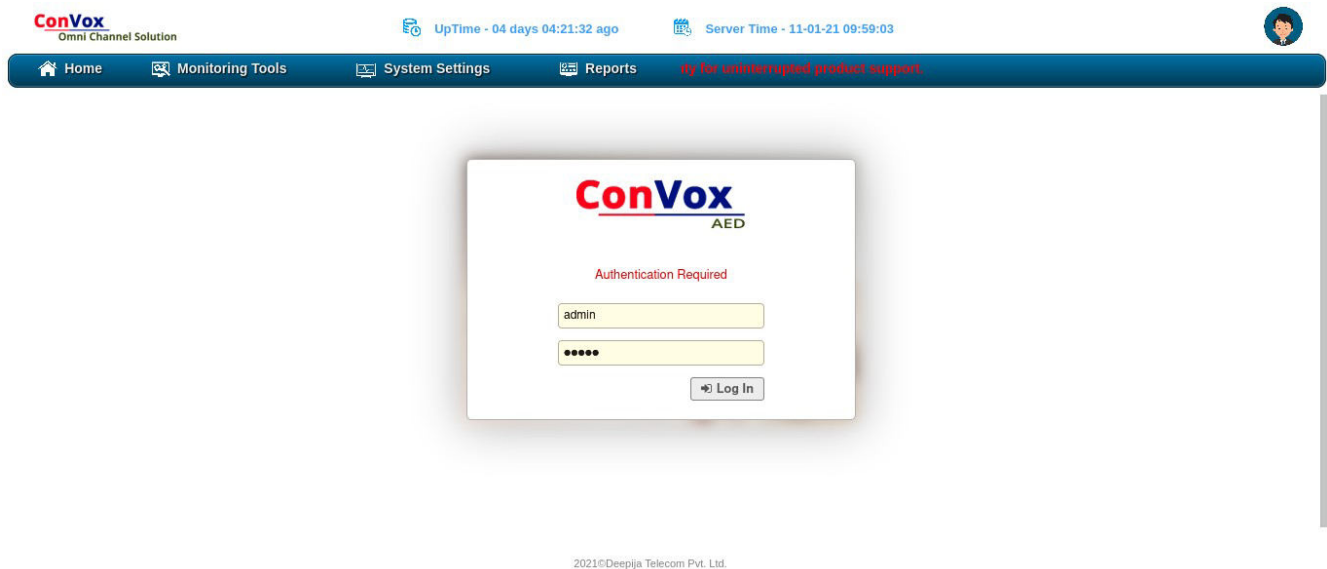 ConVox
Omni Channel Solution
UpTime - 04 days 04:21:32 ago
Server Time - 11-01-21 09:59:03
Home
Monitoring Tools
System Settings
Reports
ity for uninterrupted product support.
ConVox
AED
Authentication Required
admin
●●●●●
Log In
2021©Deepija Telecom Pvt. Ltd.